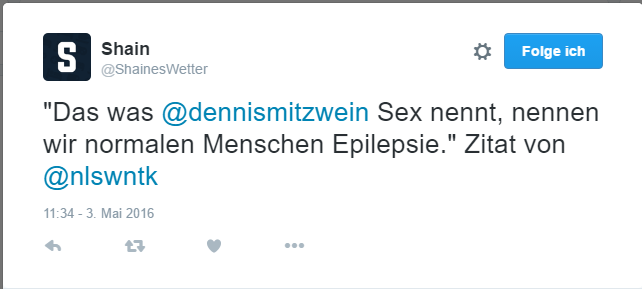 S
Shain
@ShainesWetter
Folge ich
"Das was @dennismitzwein Sex nennt, nennen
wir normalen Menschen Epilepsie." Zitat von
@nlswntk
11:34 - 3. Mai 2016